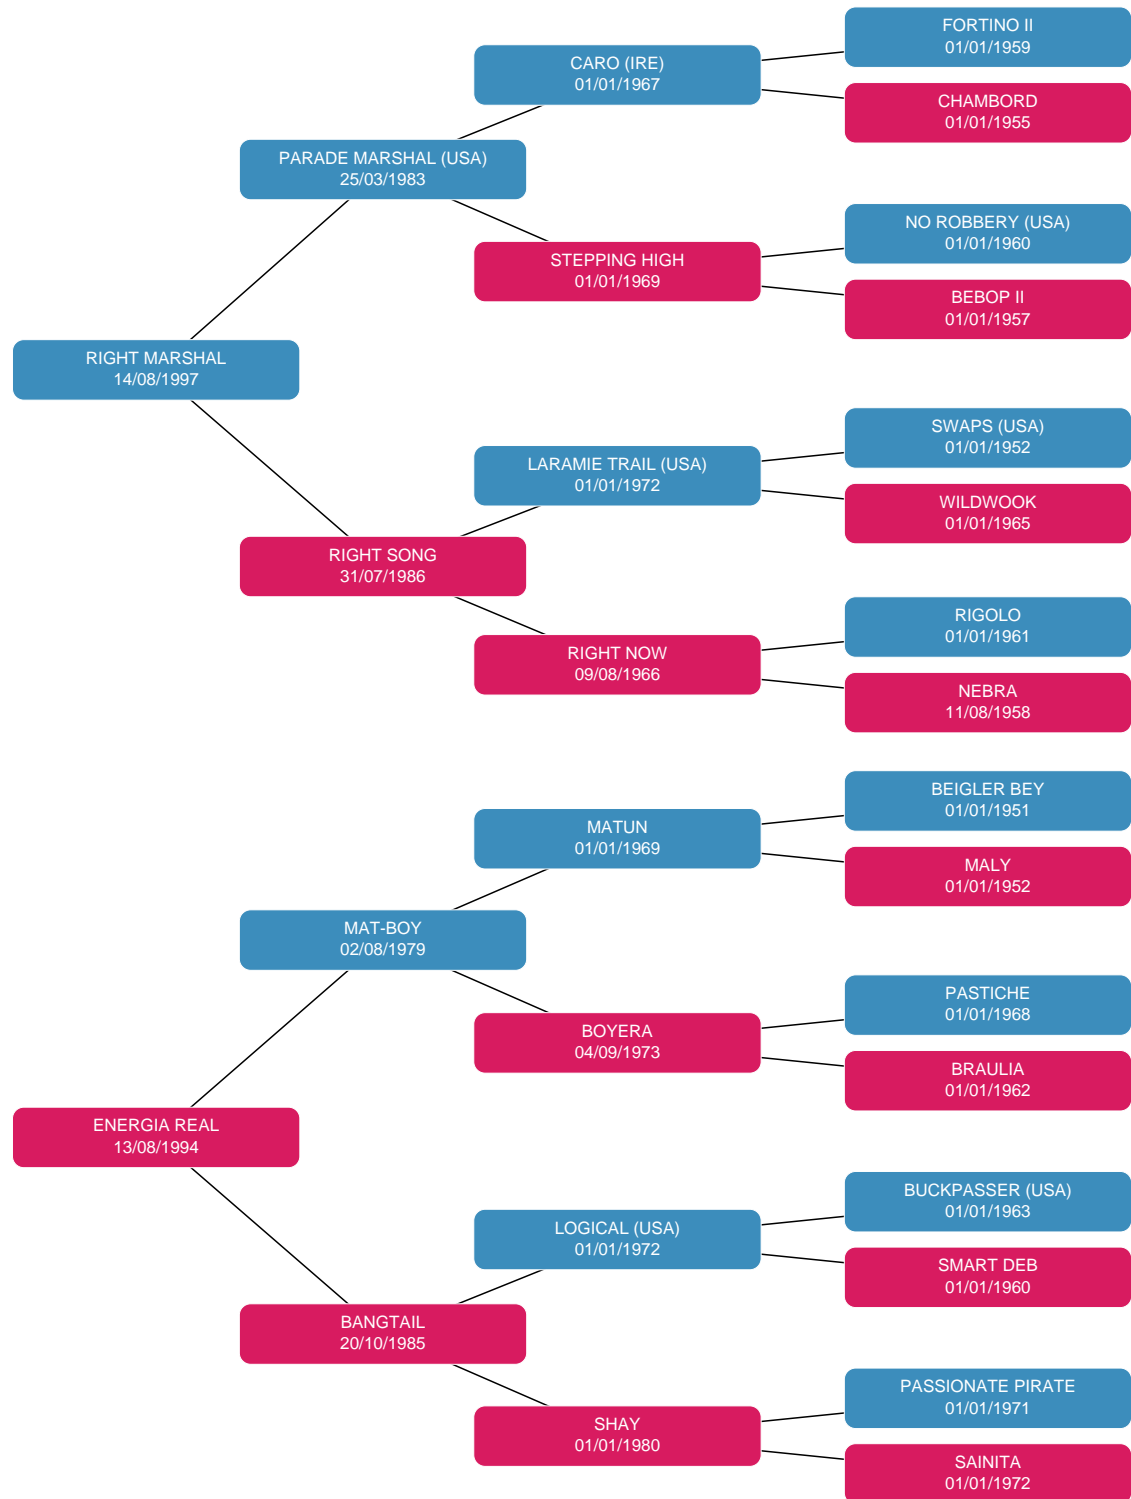 FORTINO II
01/01/1959
CARO (IRE)
01/01/1967
CHAMBORD
01/01/1955
PARADE MARSHAL (USA)
25/03/1983
NO ROBBERY (USA)
01/01/1960
STEPPING HIGH
01/01/1969
BEBOP II
01/01/1957
RIGHT MARSHAL
14/08/1997
SWAPS (USA)
01/01/1952
LARAMIE TRAIL (USA)
01/01/1972
WILDWOOK
01/01/1965
RIGHT SONG
31/07/1986
RIGOLO
01/01/1961
RIGHT NOW
09/08/1966
NEBRA
11/08/1958
BEIGLER BEY
01/01/1951
MATUN
01/01/1969
MALY
01/01/1952
MAT-BOY
02/08/1979
PASTICHE
01/01/1968
BOYERA
04/09/1973
BRAULIA
01/01/1962
ENERGIA REAL
13/08/1994
BUCKPASSER (USA)
01/01/1963
LOGICAL (USA)
01/01/1972
SMART DEB
01/01/1960
BANGTAIL
20/10/1985
PASSIONATE PIRATE
01/01/1971
SHAY
01/01/1980
SAINITA
01/01/1972